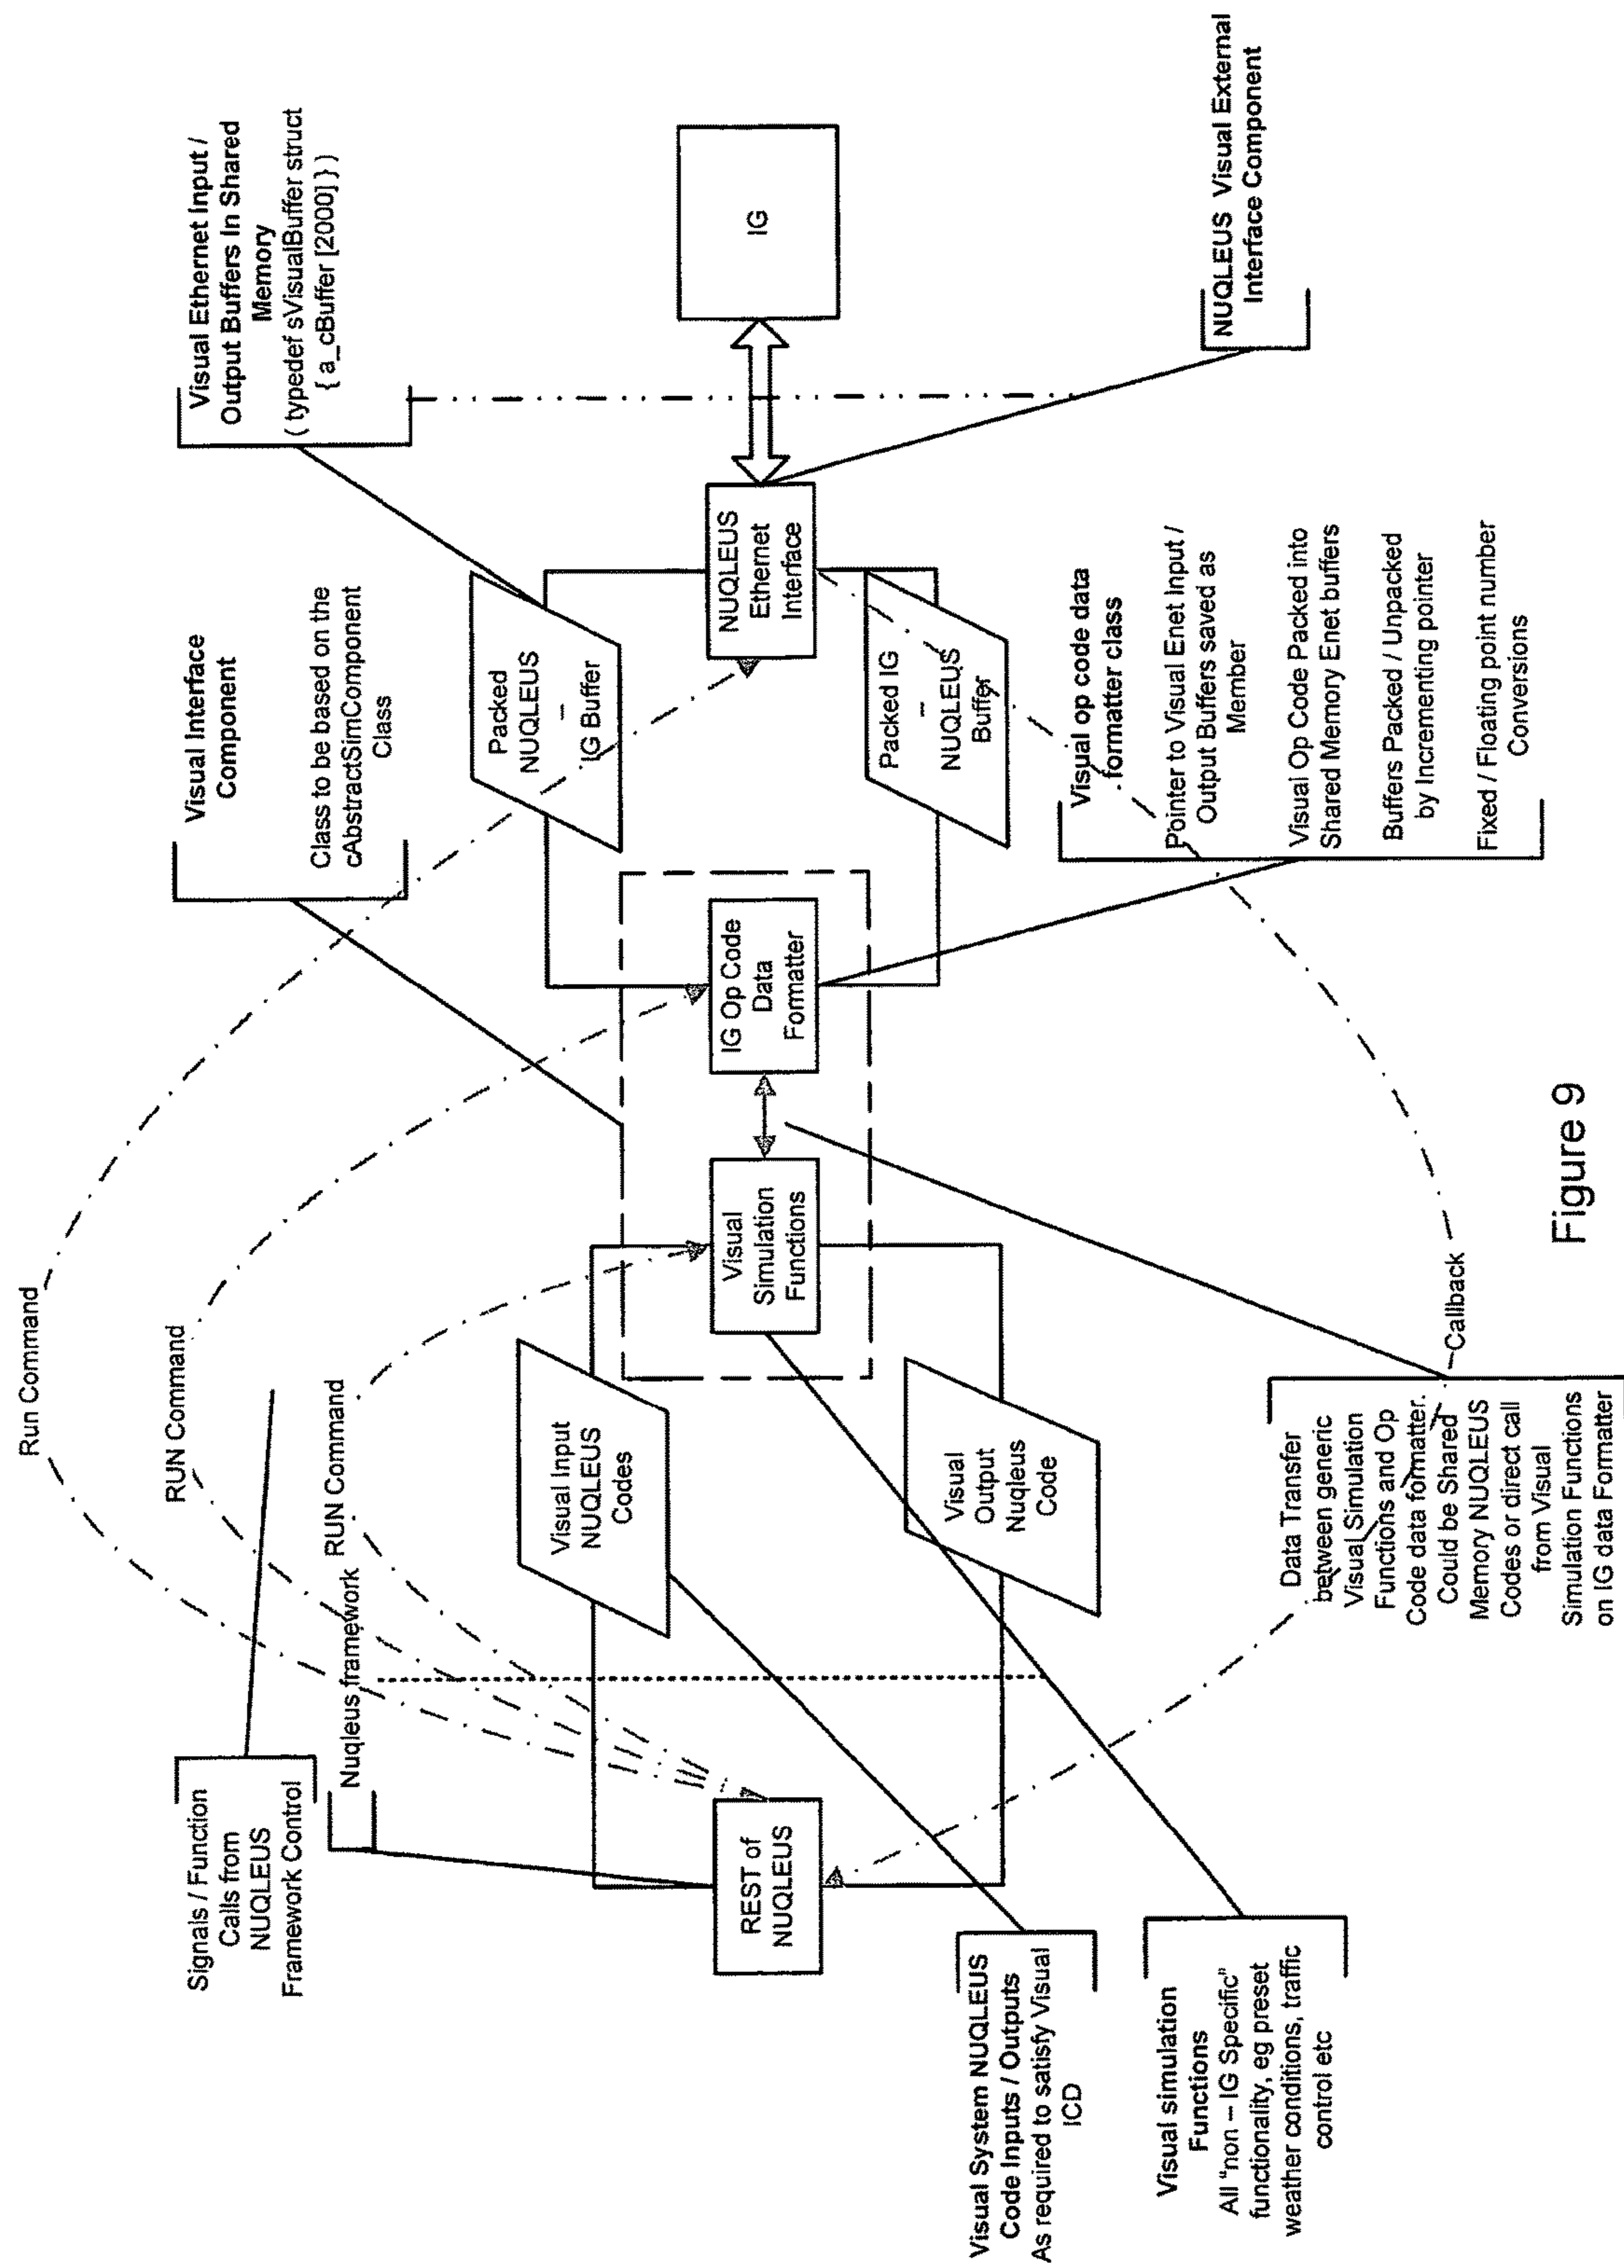 Run Command
RUN Command
RUN Command
Signals / Function
Calls from
NUQLEUS
Framework Control
Nuqleus framework
Visual Interface
Component
Class to be based on the
cAbstractSimComponent
Class
Visual Ethernet Input /
Output Buffers In Shared
Memory
( typedef sVisualBuffer struct
{ a_cBuffer [2000] } )
Visual Input
NUQLEUS
Codes
Packed
NUQLEUS
–
IG Buffer
REST of
NUQLEUS
Visual
Simulation
Functions
IG Op Code
Data
Formatter
NUQLEUS
Ethernet
Interface
IG
Visual
Output
Nuqleus
Code
Packed IG
–
NUQLEUS
Buffer
Visual System NUQLEUS
Code Inputs / Outputs
As required to satisfy Visual
ICD
Visual simulation
Functions
All “non – IG Specific”
functionality, eg preset
weather conditions, traffic
control etc
Data Transfer
between generic
Visual Simulation
Functions and Op
Code data formatter.
Could be Shared
Memory NUQLEUS
Codes or direct call
from Visual
Simulation Functions
on IG data Formatter
Callback
Visual op code data
formatter class
Pointer to Visual Enet Input /
Output Buffers saved as
Member
Visual Op Code Packed into
Shared Memory Enet buffers
Buffers Packed / Unpacked
by Incrementing pointer
Fixed / Floating point number
Conversions
NUQLEUS Visual External
Interface Component
Figure 9